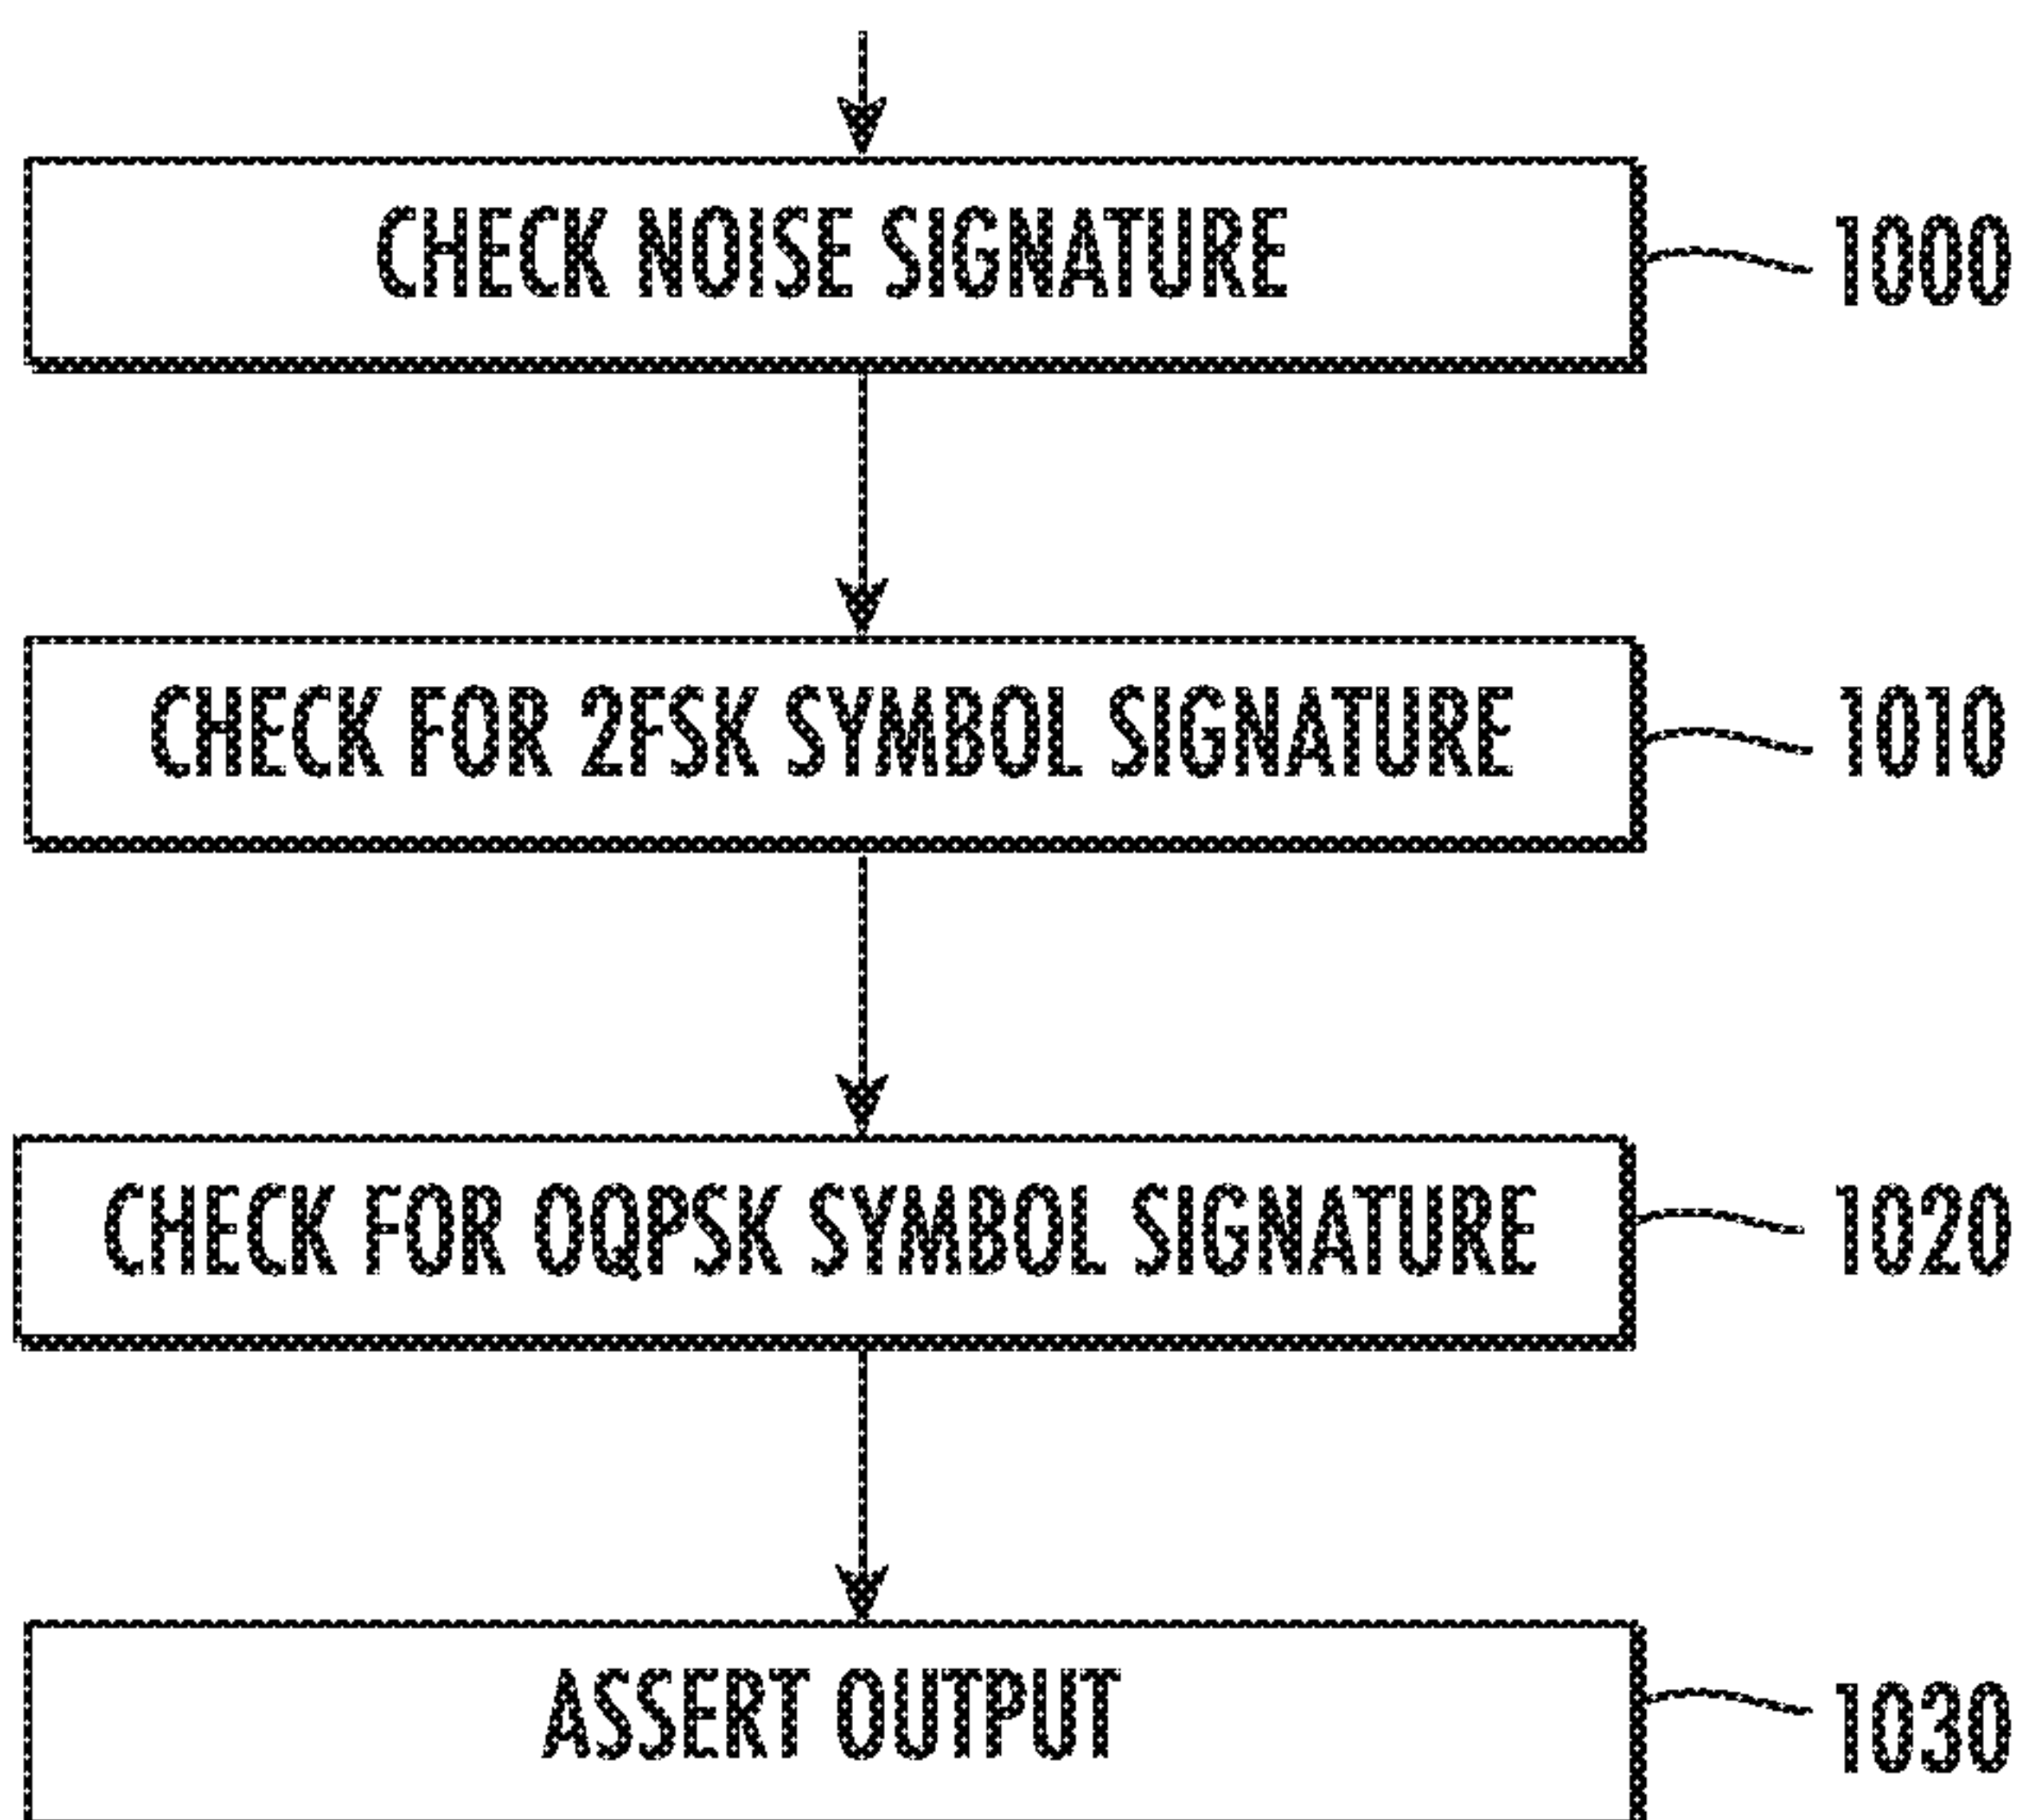 CHECK NOISE SIGNATURE
1000
CHECK FOR 2FSK SYMBOL SIGNATURE
1010
CHECK FOR OQPSK SYMBOL SIGNATURE
1020
ASSERT OUTPUT
1030